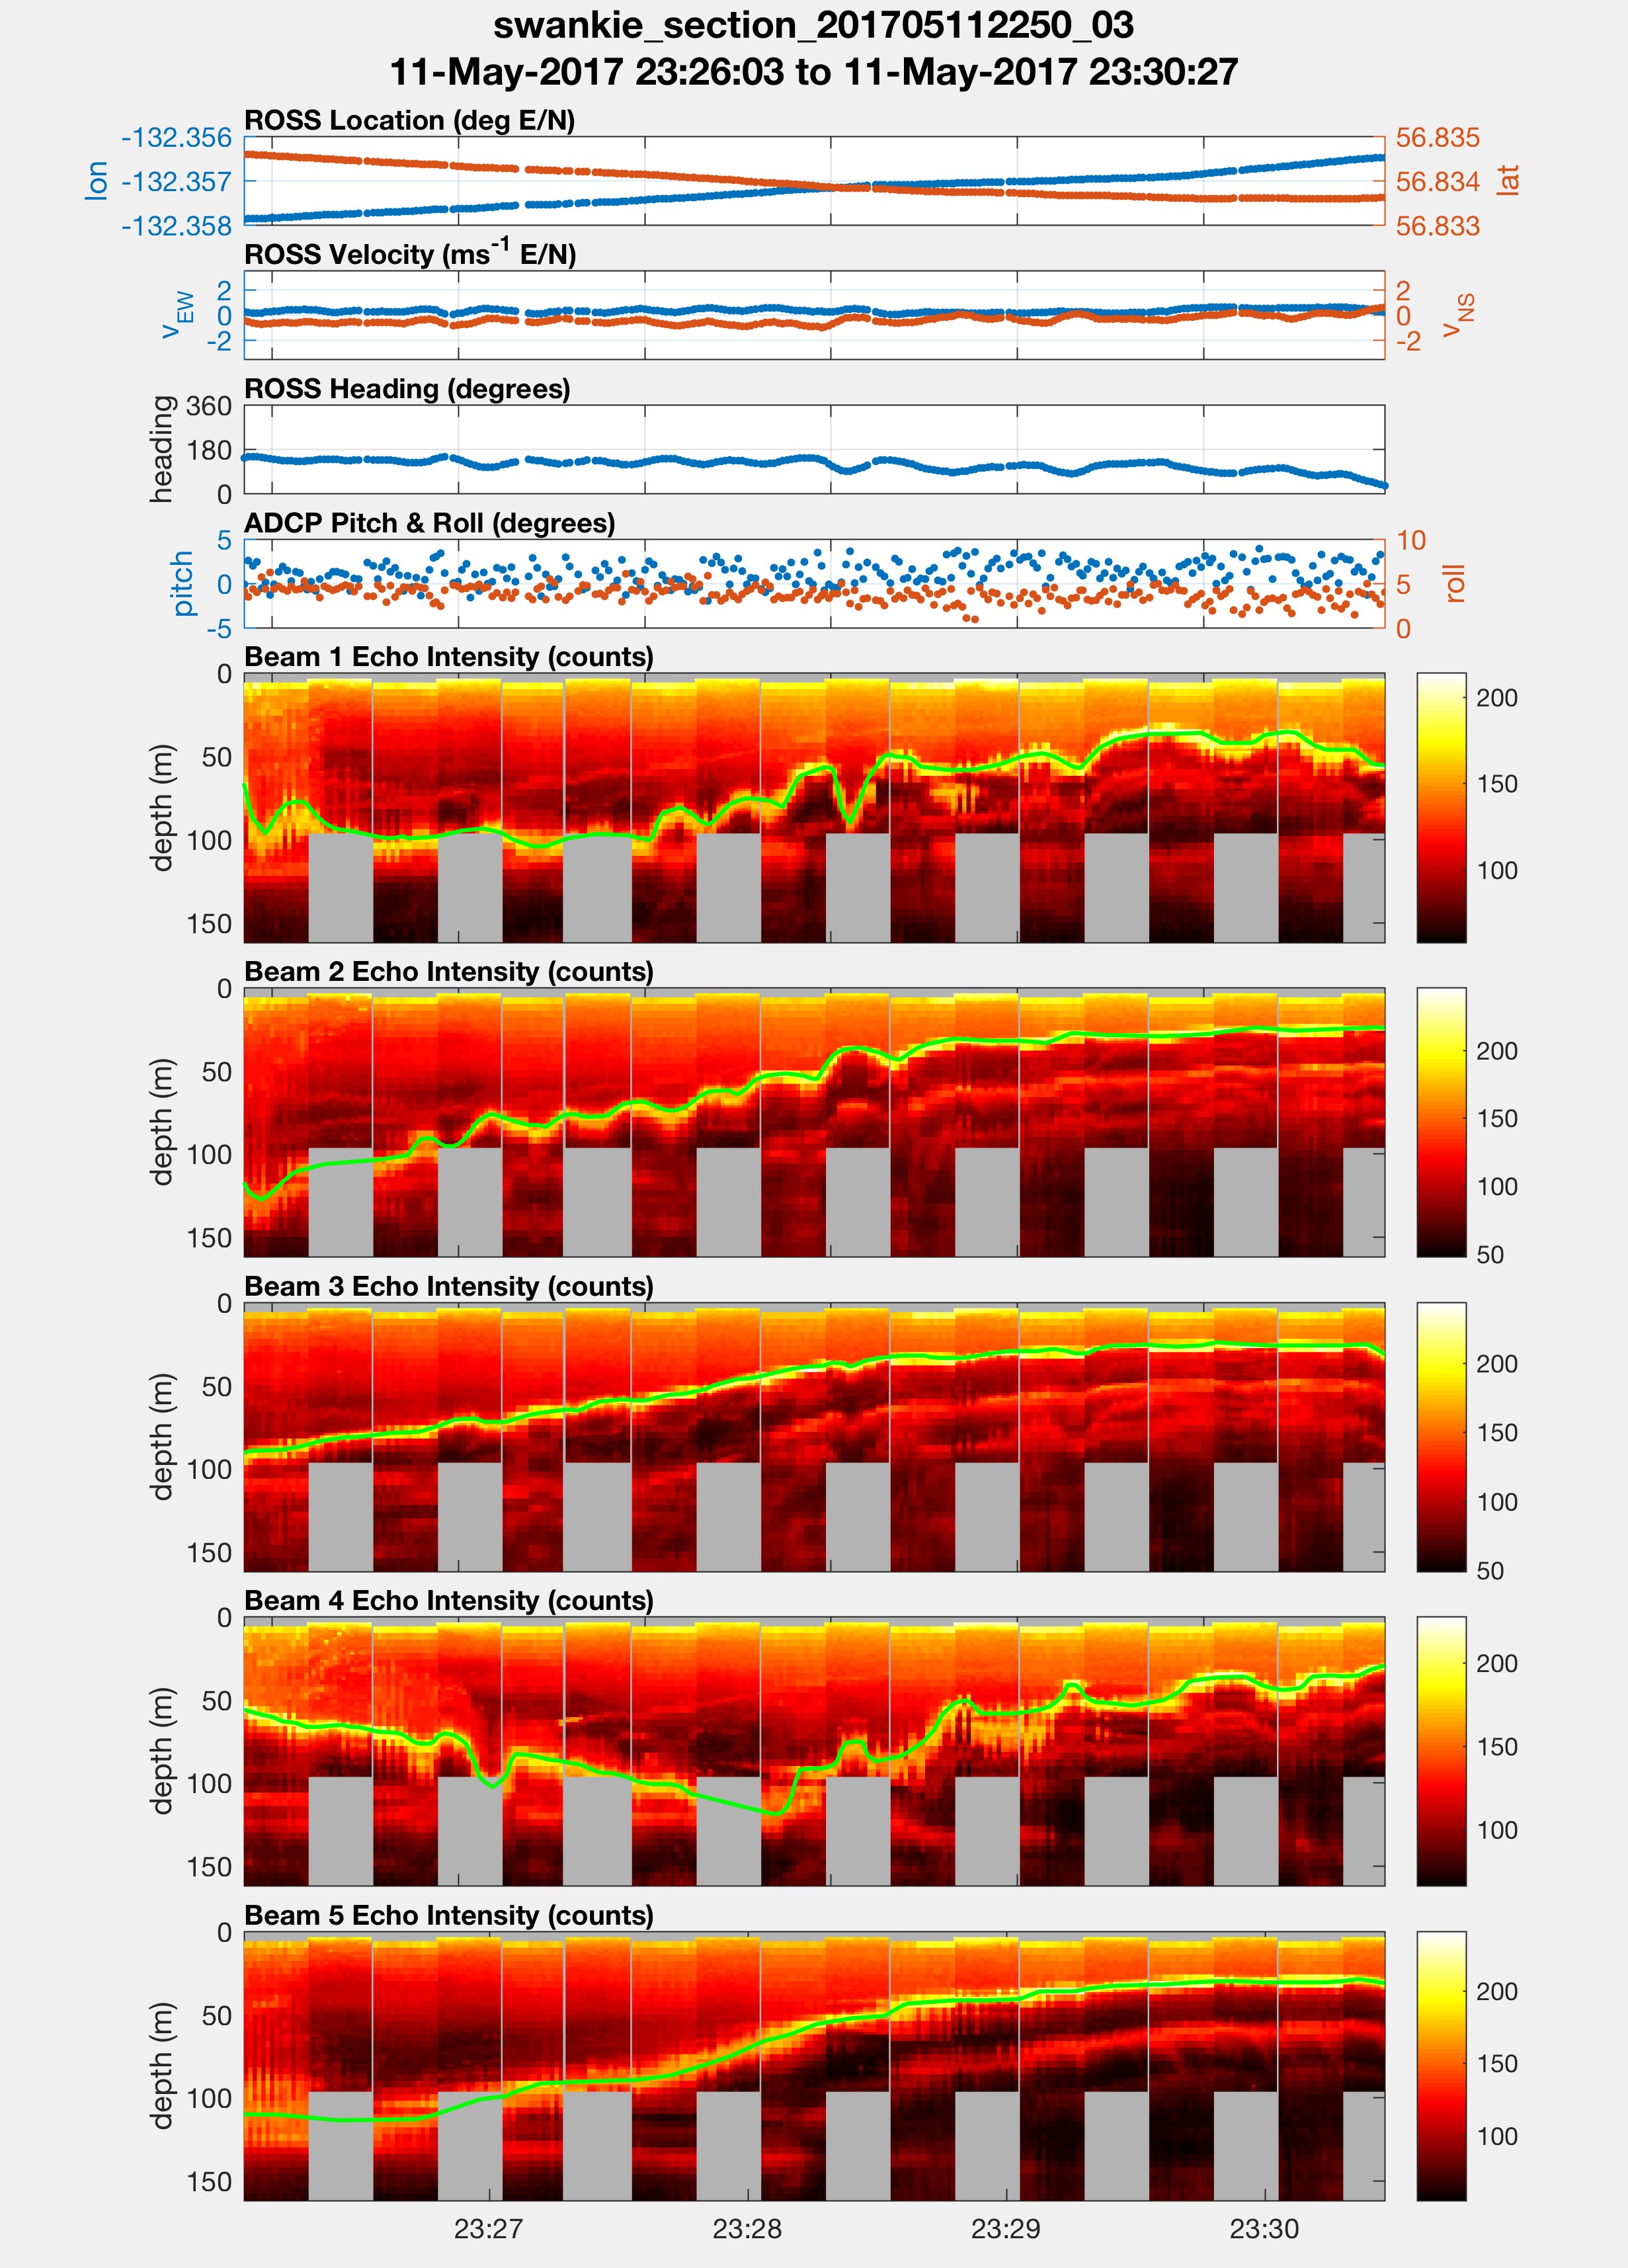 swankie_section_201705112250_03
11-May-2017 23:26:03 to 11-May-2017 23:30:27
ROSS Location (deg E/N)
-132.356
-132.357
-132.358
lon
56.835
56.834
56.833
lat
ROSS Velocity (ms-1 E/N)
2
0
-2
vEW
2
0
-2
vNS
ROSS Heading (degrees)
360
180
0
heading
ADCP Pitch & Roll (degrees)
5
0
-5
pitch
10
5
0
roll
Beam 1 Echo Intensity (counts)
0
50
100
150
depth (m)
200
150
100
Beam 2 Echo Intensity (counts)
0
50
100
150
depth (m)
200
150
100
50
Beam 3 Echo Intensity (counts)
0
50
100
150
depth (m)
200
150
100
50
Beam 4 Echo Intensity (counts)
0
50
100
150
depth (m)
200
150
100
Beam 5 Echo Intensity (counts)
0
50
100
150
depth (m)
200
150
100
23:27 23:28 23:29 23:30